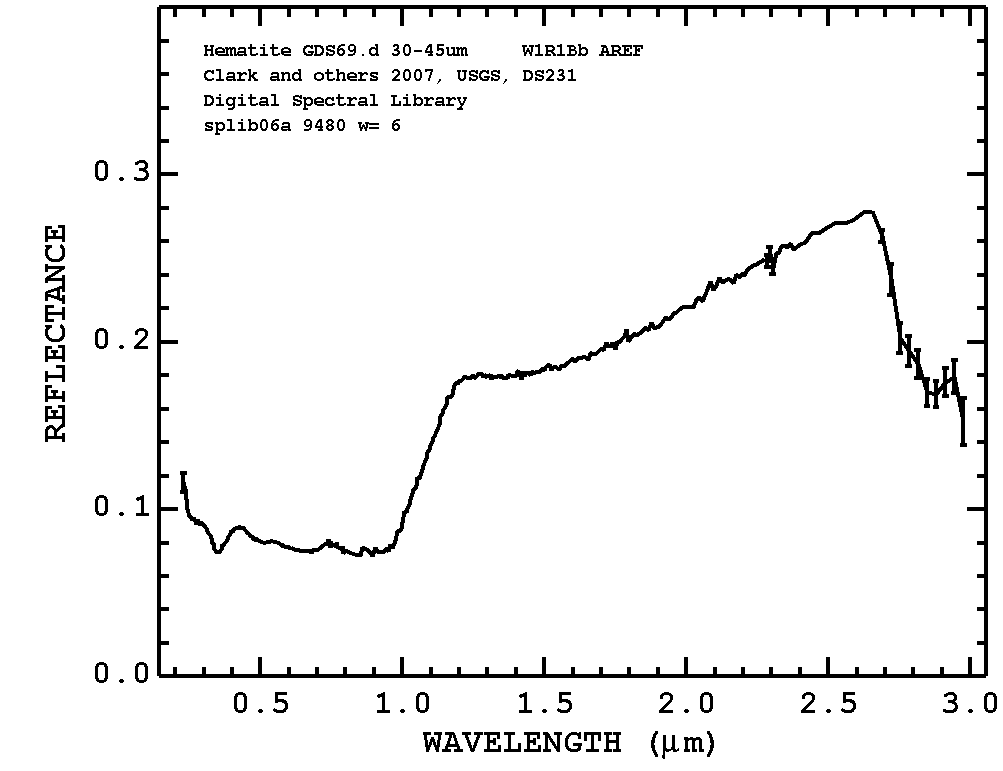 Hematite GDS69.d 30-45um W1R1Bb AREF
Clark and others 2007, USGS, DS231
Digital Spectral Library
splib06a 9480 w= 6
0.3
0.2
0.1
0.0
REFLECTANCE
0.5 1.0 1.5 2.0 2.5 3.0
WAVELENGTH (μm)